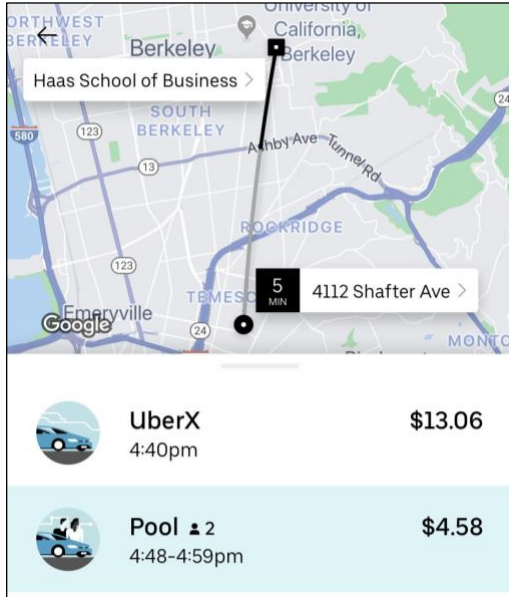 NORTHWEST
BERKELEY
Berkeley
University of
California,
Berkeley
Haas School of Business
SOUTH
BERKELEY
580
123
13
24
Ashby Ave
Tunnel Rd
ROCKRIDGE
123
5
MIN
4112 Shafter Ave
TEMESC
Emeryville
Google
24
MONTC
UberX
$13.06
4:40pm
Pool 2
$4.58
4:48-4:59pm